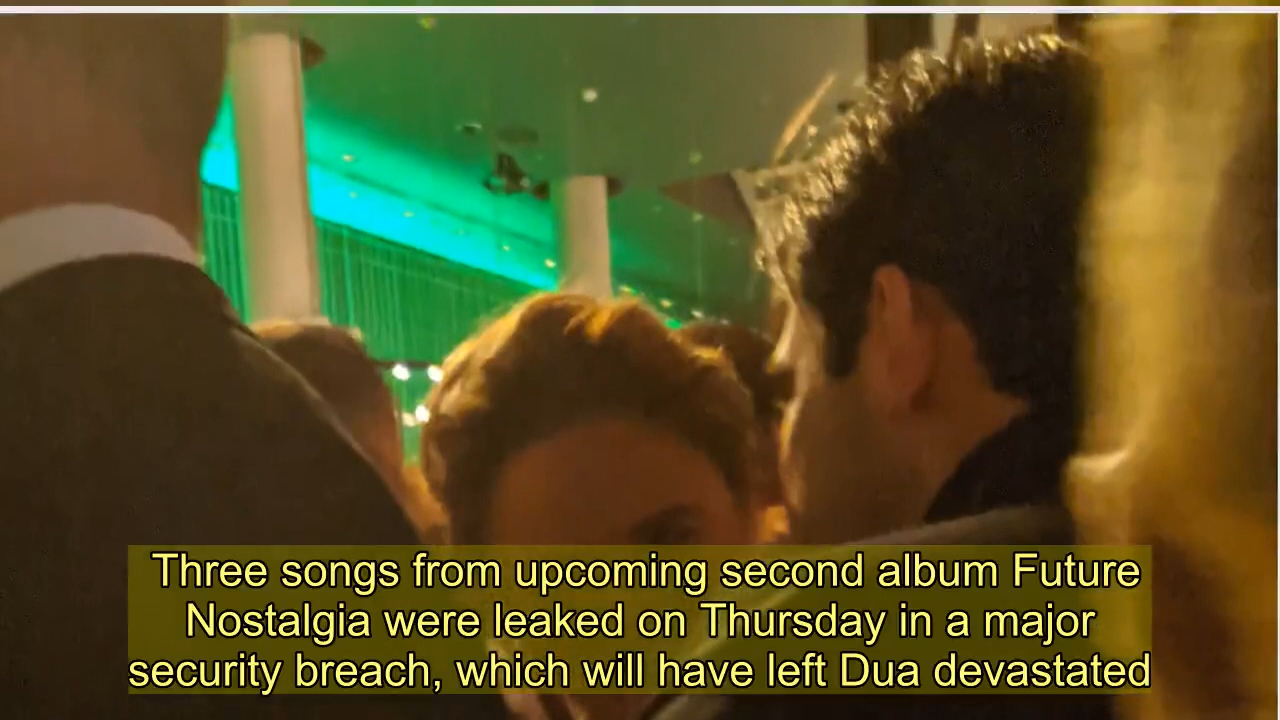 Three songs from upcoming second album Future
Nostalgia were leaked on Thursday in a major
security breach, which will have left Dua devastated